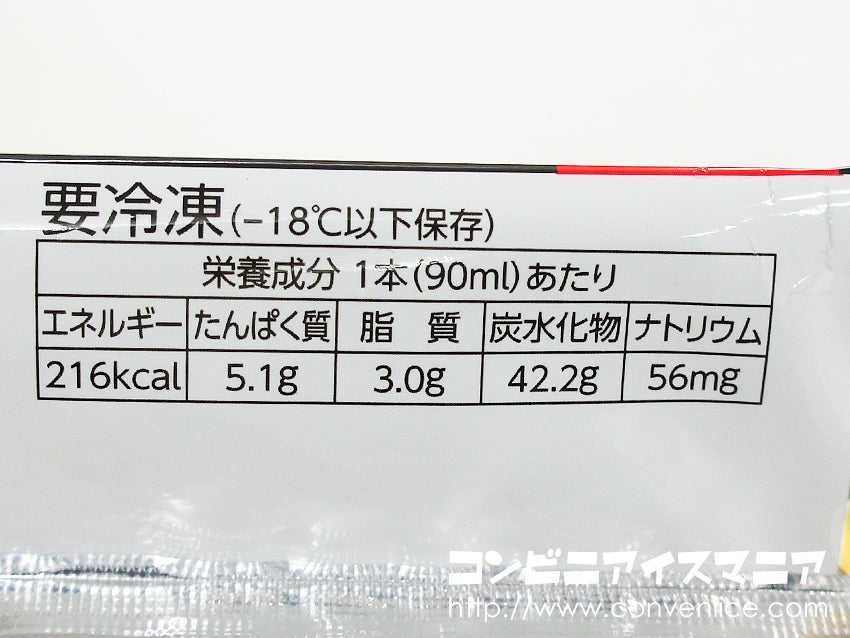 要冷凍(-18℃以下保存)
栄養成分 1本(90ml)あたり
エネルギー たんぱく質 脂 質 炭水化物 ナトリウム
216kcal 5.1g 3.0g 42.2g 56mg
コンビニアイスマニア
http://www.conveniice.com/